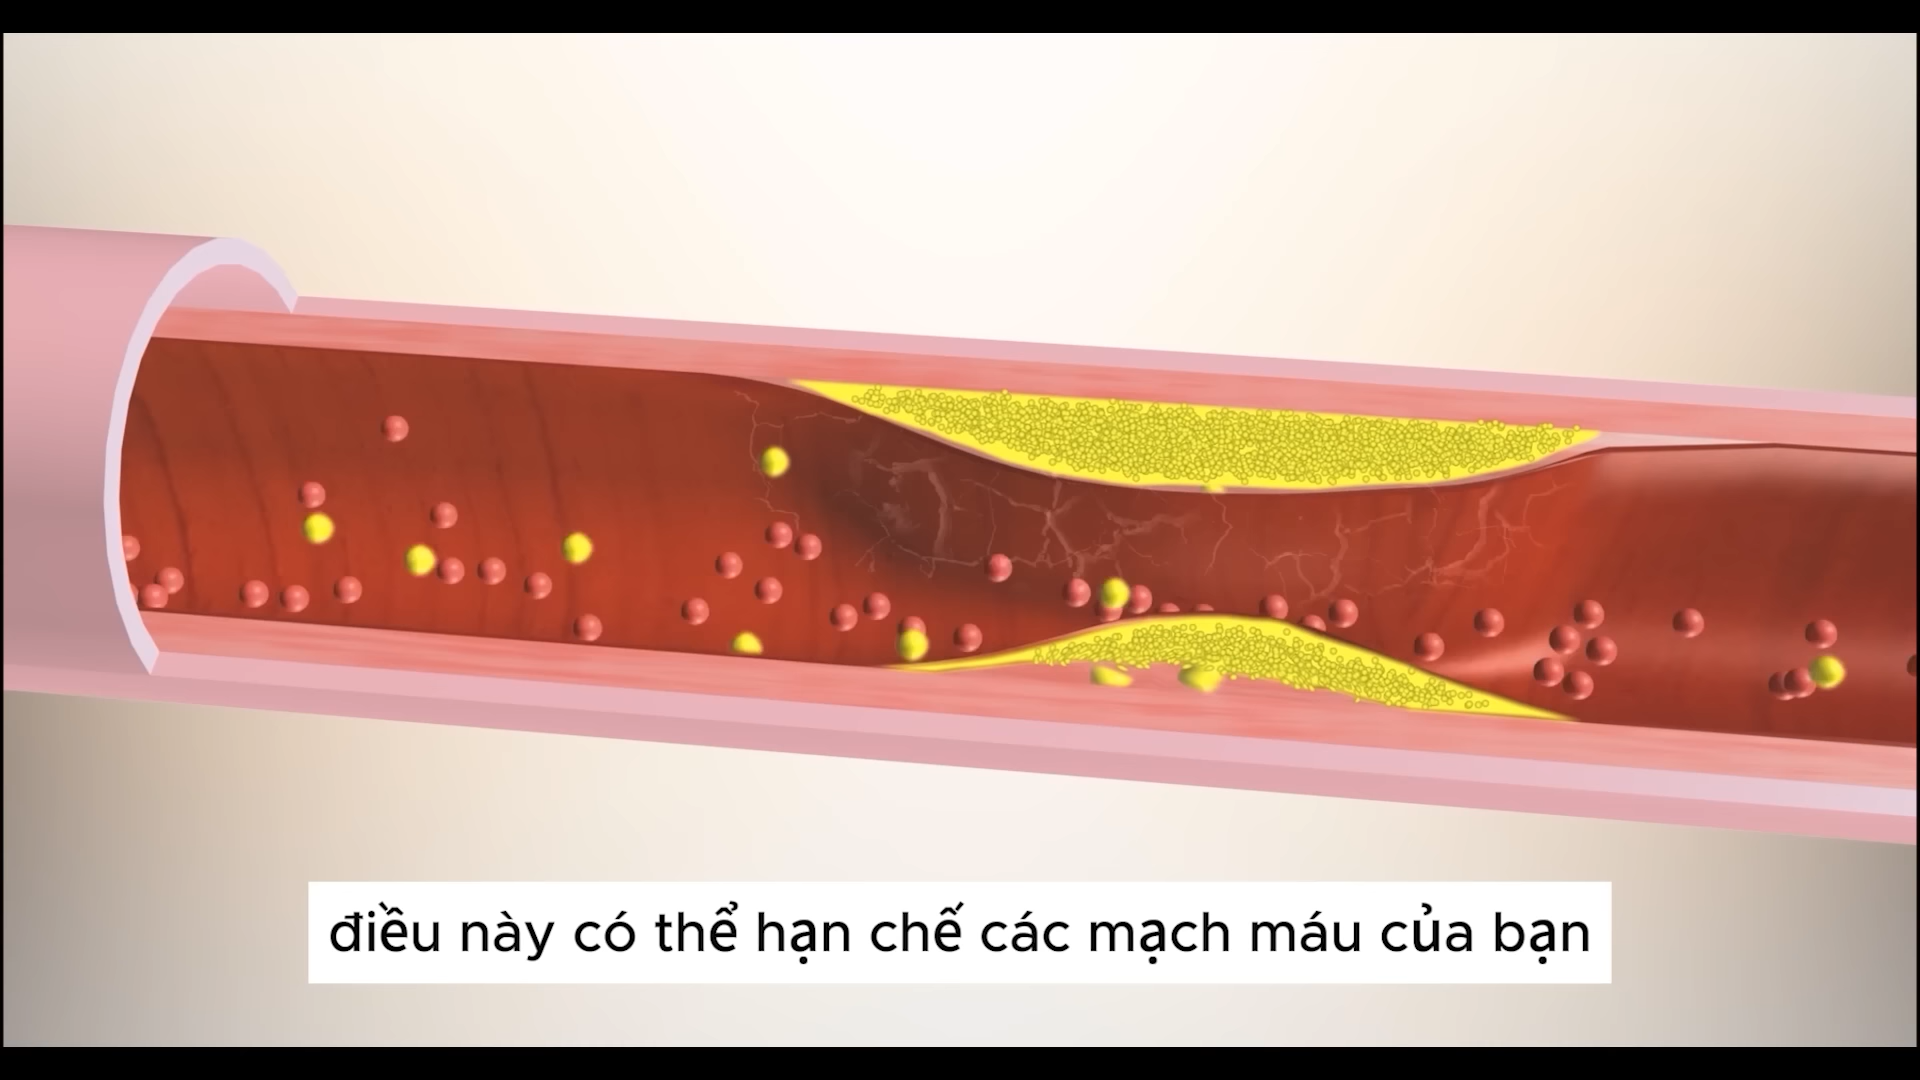 điều này có thể hạn chế các mạch máu của bạn